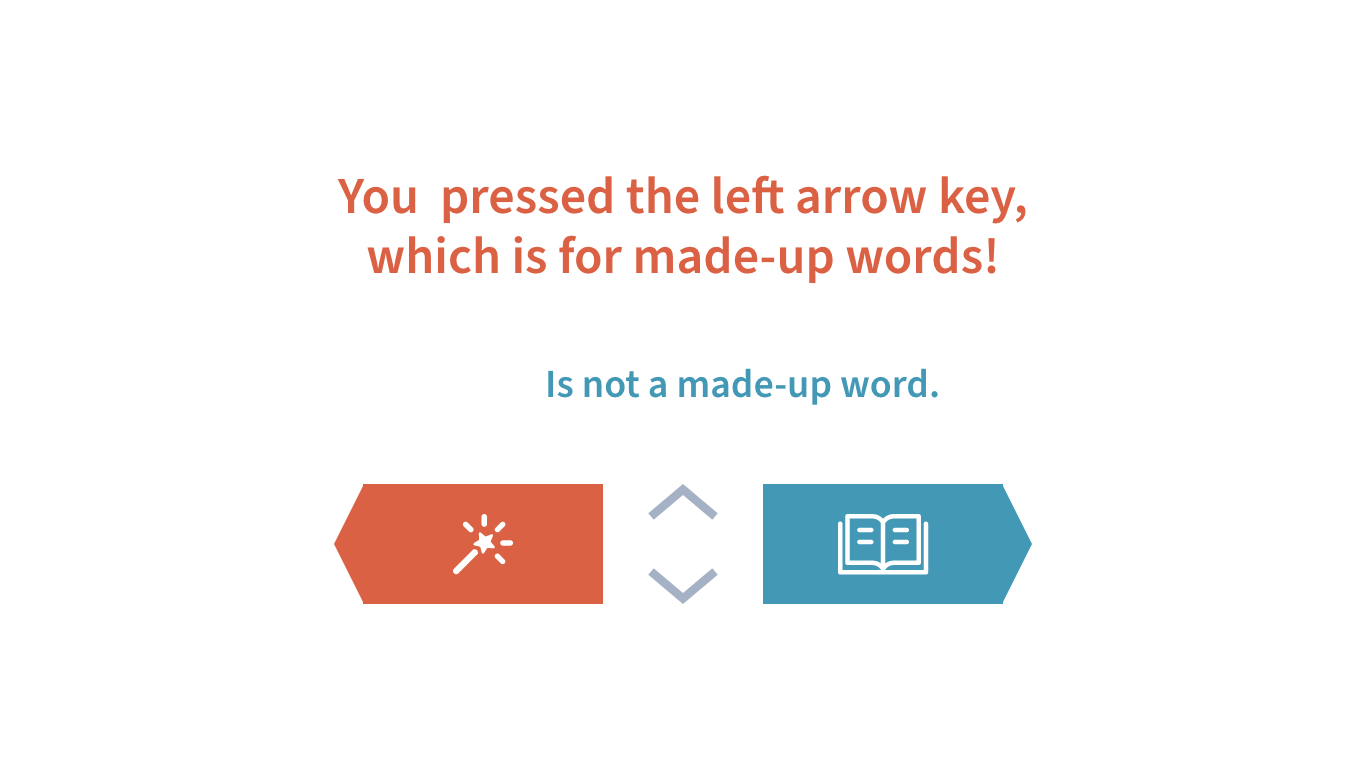 You  pressed the left arrow key,
which is for made-up words!
Is not a made-up word.